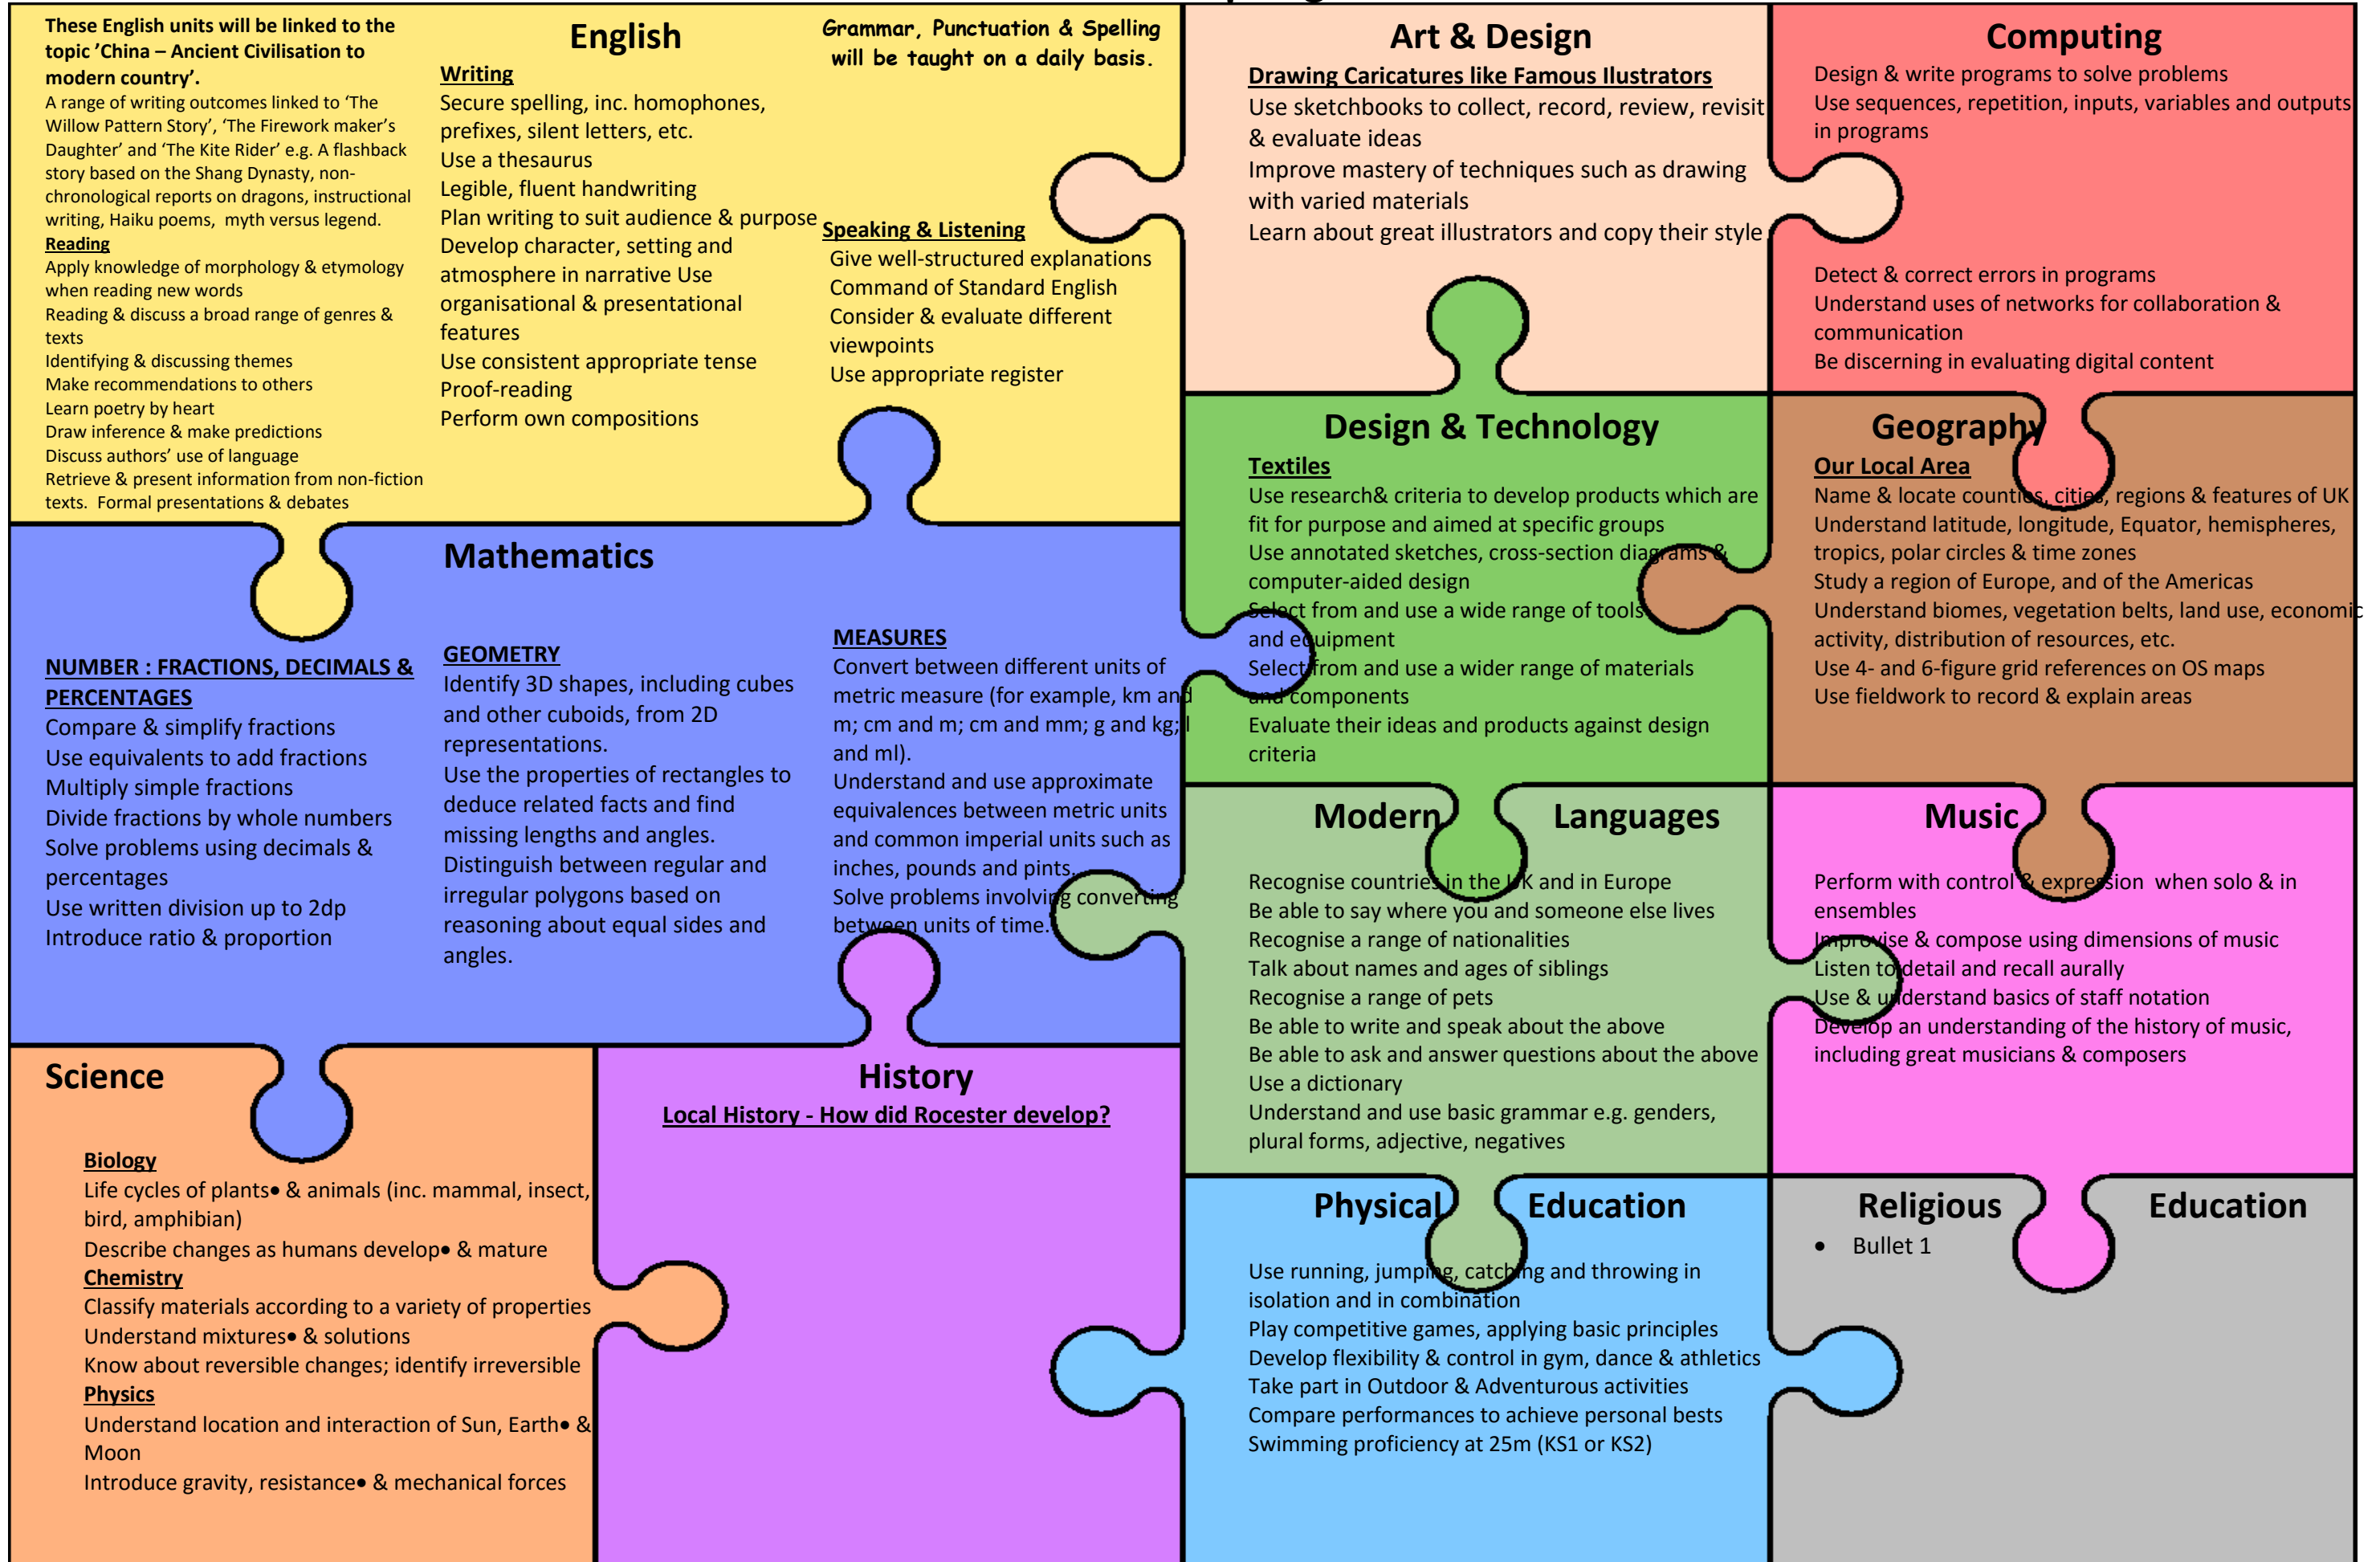 These English units will be linked to the
topic ’China – Ancient Civilisation to
modern country’.
A range of writing outcomes linked to ‘The
Willow Pattern Story’, ‘The Firework maker’s
Daughter’ and ‘The Kite Rider’ e.g. A flashback
story based on the Shang Dynasty, non-
chronological reports on dragons, instructional
writing, Haiku poems,  myth versus legend.
Reading
Apply knowledge of morphology & etymology
when reading new words
Reading & discuss a broad range of genres &
texts
Identifying & discussing themes
Make recommendations to others
Learn poetry by heart
Draw inference & make predictions
Discuss authors’ use of language
Retrieve & present information from non-fiction
texts.  Formal presentations & debates
English
Writing
Secure spelling, inc. homophones,
prefixes, silent letters, etc.
Use a thesaurus
Legible, fluent handwriting
Plan writing to suit audience & purpose
Develop character, setting and
atmosphere in narrative Use
organisational & presentational
features
Use consistent appropriate tense
Proof-reading
Perform own compositions
Grammar, Punctuation & Spelling
will be taught on a daily basis.
Speaking & Listening
Give well-structured explanations
Command of Standard English
Consider & evaluate different
viewpoints
Use appropriate register
Art & Design
Drawing Caricatures like Famous Ilustrators
Use sketchbooks to collect, record, review, revisit
& evaluate ideas
Improve mastery of techniques such as drawing
with varied materials
Learn about great illustrators and copy their style
Computing
Design & write programs to solve problems
Use sequences, repetition, inputs, variables and outputs
in programs
Detect & correct errors in programs
Understand uses of networks for collaboration &
communication
Be discerning in evaluating digital content
Mathematics
NUMBER : FRACTIONS, DECIMALS &
PERCENTAGES
Compare & simplify fractions
Use equivalents to add fractions
Multiply simple fractions
Divide fractions by whole numbers
Solve problems using decimals &
percentages
Use written division up to 2dp
Introduce ratio & proportion
GEOMETRY
Identify 3D shapes, including cubes
and other cuboids, from 2D
representations.
Use the properties of rectangles to
deduce related facts and find
missing lengths and angles.
Distinguish between regular and
irregular polygons based on
reasoning about equal sides and
angles.
MEASURES
Convert between different units of
metric measure (for example, km and
m; cm and m; cm and mm; g and kg; l
and ml).
Understand and use approximate
equivalences between metric units
and common imperial units such as
inches, pounds and pints.
Solve problems involving converting
between units of time.
Design & Technology
Textiles
Use research& criteria to develop products which are
fit for purpose and aimed at specific groups
Use annotated sketches, cross-section diagrams &
computer-aided design
Select from and use a wide range of tools
and equipment
Select from and use a wider range of materials
and components
Evaluate their ideas and products against design
criteria
Geography
Our Local Area
Name & locate counties, cities, regions & features of UK
Understand latitude, longitude, Equator, hemispheres,
tropics, polar circles & time zones
Study a region of Europe, and of the Americas
Understand biomes, vegetation belts, land use, economic
activity, distribution of resources, etc.
Use 4- and 6-figure grid references on OS maps
Use fieldwork to record & explain areas
Modern Languages
Recognise countries in the UK and in Europe
Be able to say where you and someone else lives
Recognise a range of nationalities
Talk about names and ages of siblings
Recognise a range of pets
Be able to write and speak about the above
Be able to ask and answer questions about the above
Use a dictionary
Understand and use basic grammar e.g. genders,
plural forms, adjective, negatives
Music
Perform with control & expression  when solo & in
ensembles
Improvise & compose using dimensions of music
Listen to detail and recall aurally
Use & understand basics of staff notation
Develop an understanding of the history of music,
including great musicians & composers
Science
Biology
Life cycles of plants• & animals (inc. mammal, insect,
bird, amphibian)
Describe changes as humans develop• & mature
Chemistry
Classify materials according to a variety of properties
Understand mixtures• & solutions
Know about reversible changes; identify irreversible
Physics
Understand location and interaction of Sun, Earth• &
Moon
Introduce gravity, resistance• & mechanical forces
History
Local History - How did Rocester develop?
Physical Education
Use running, jumping, catching and throwing in
isolation and in combination
Play competitive games, applying basic principles
Develop flexibility & control in gym, dance & athletics
Take part in Outdoor & Adventurous activities
Compare performances to achieve personal bests
Swimming proficiency at 25m (KS1 or KS2)
Religious Education
• Bullet 1